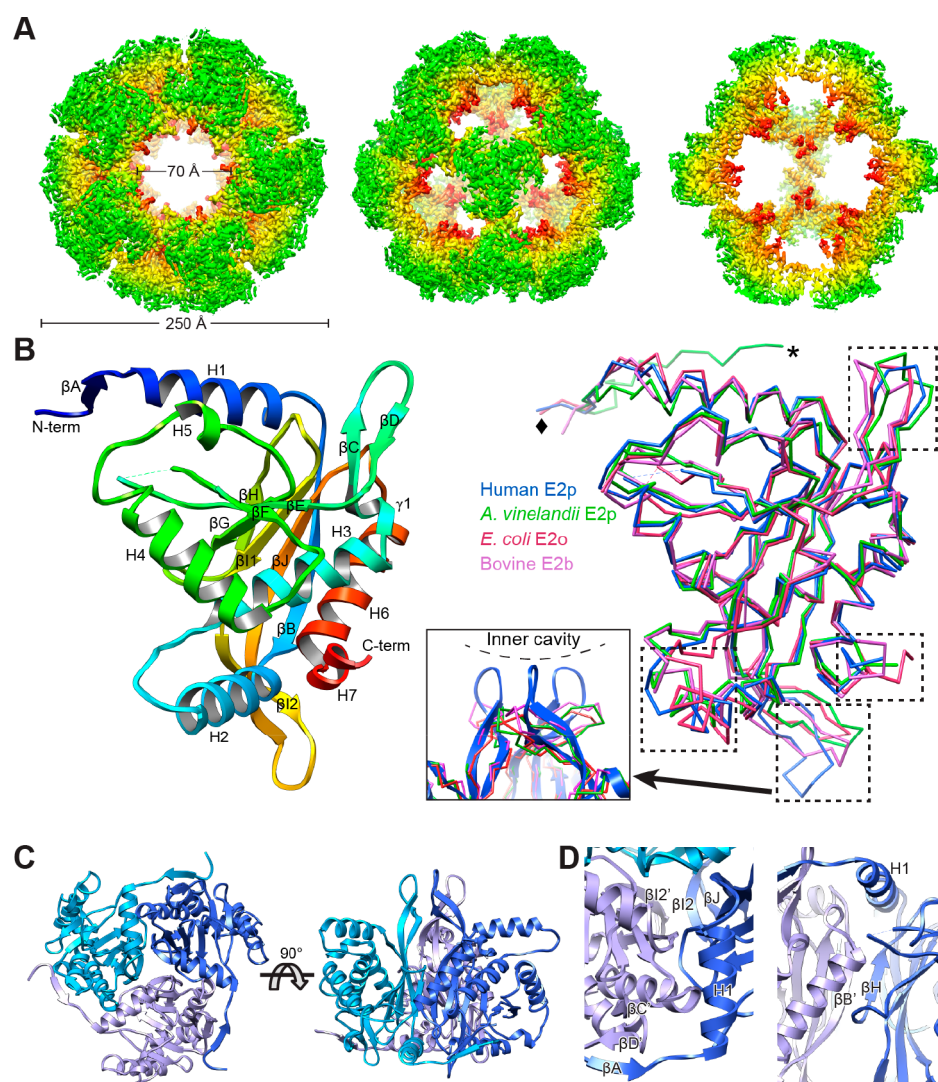 A
70 Å
250 Å
B
βA
H1
N-term
H5
βC
βD
βH
βF
βE
γ1
βG
H3
H4
βI1
βJ
H6
βB
C-term
H7
βI2
H2
*
♦
Human E2p
A. vinelandii E2p
E. coli E2o
Bovine E2b
Inner cavity
C
90°
D
βI2’
βI2
βJ
H1
βC’
βD’
βA
H1
βB’
βH